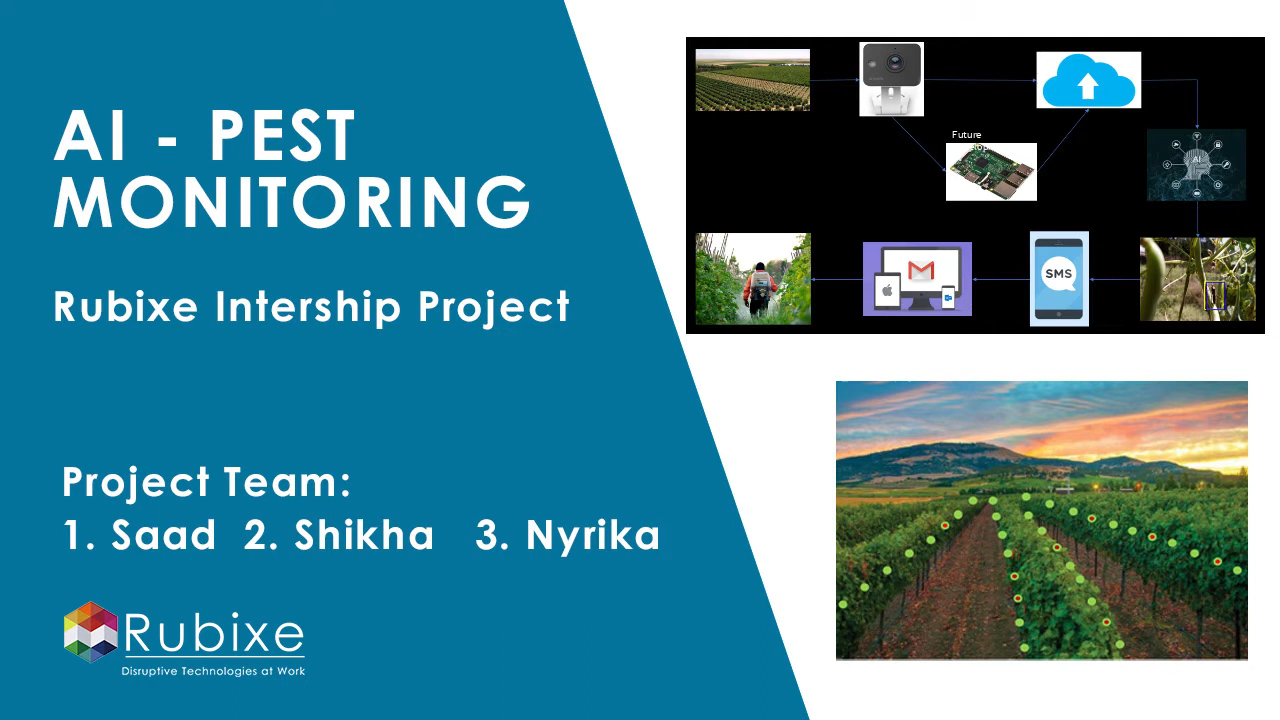 AI - PEST
MONITORING
Rubixe Intership Project
Project Team:
1. Saad 2. Shikha 3. Nyrika
Rubixe
Disruptive Technologies at Work
Future
AI
SMS